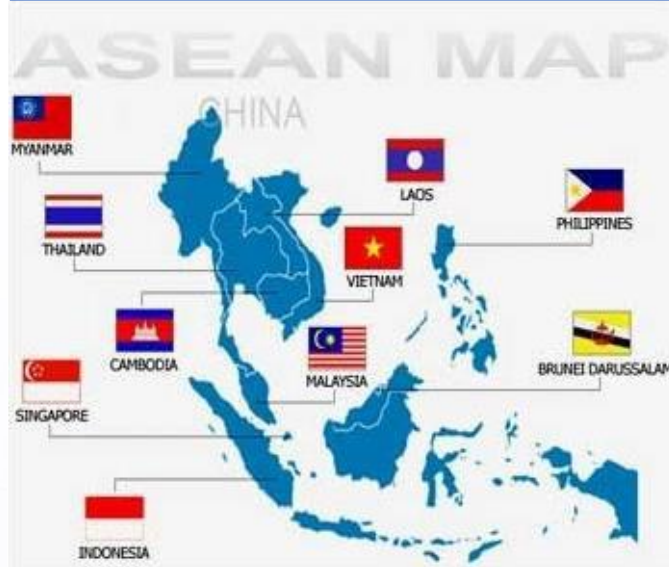 ASEAN MAP
CHINA
MYANMAR
LAOS
PHILIPPINES
THAILAND
VIETNAM
CAMBODIA
MALAYSIA
BRUNEI DARUSSALAM
SINGAPORE
INDONESIA